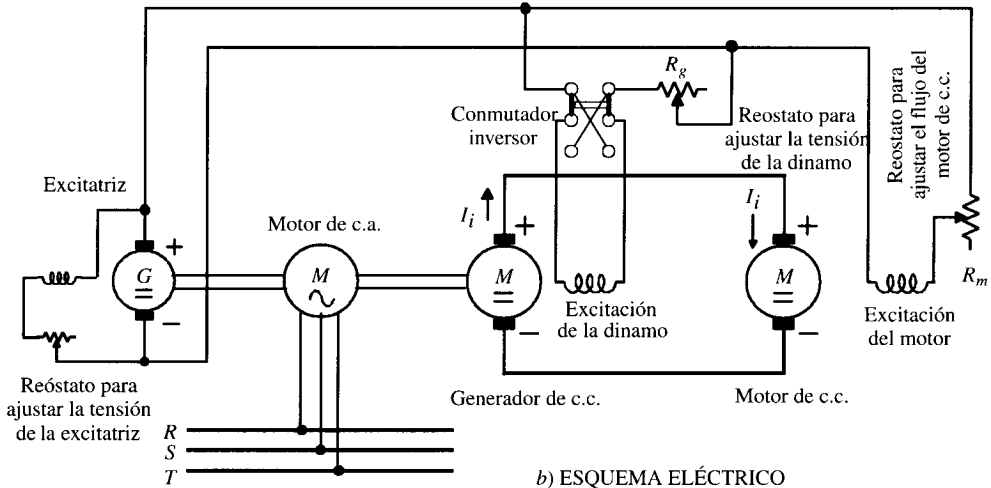 R_g
Conmutador
inversor
Reostato para
ajustar la tensión
de la dinamo
Reostato para
ajustar el flujo del
motor de c.c.
Excitatriz
Motor de c.a.
I_i
I_i
+
+
+
G
M
M
M
R_m
−
−
−
Excitación
de la dinamo
Excitación
del motor
Reóstato para
ajustar la tensión
de la excitatriz
Generador de c.c.
Motor de c.c.
R
S
T
b) ESQUEMA ELÉCTRICO